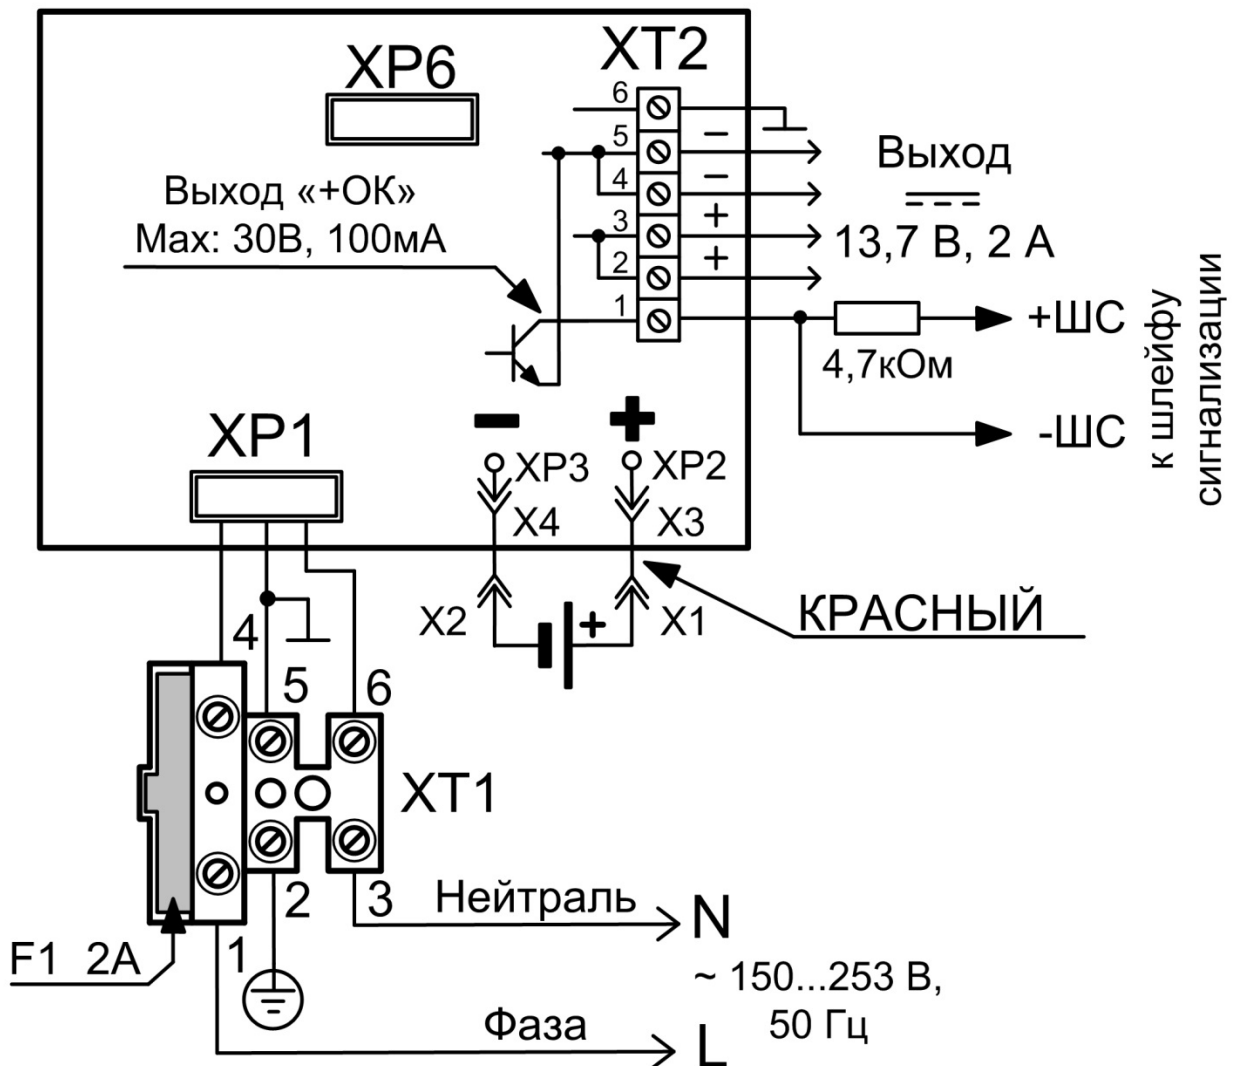 XT2
XP6
6
5
4
3
2
1
–
–
+
+
Выход
13,7 В, 2 А
Выход «+ОК»
Max: 30В, 100мА
+ШС
4,7кОм
-ШС
к шлейфу
сигнализации
XP1
– +
XP3 XP2
X4 X3
X2 + X1
КРАСНЫЙ
4
5 6
XT1
2 3
Нейтраль N
F1 2A
1
~ 150...253 В,
50 Гц
Фаза L